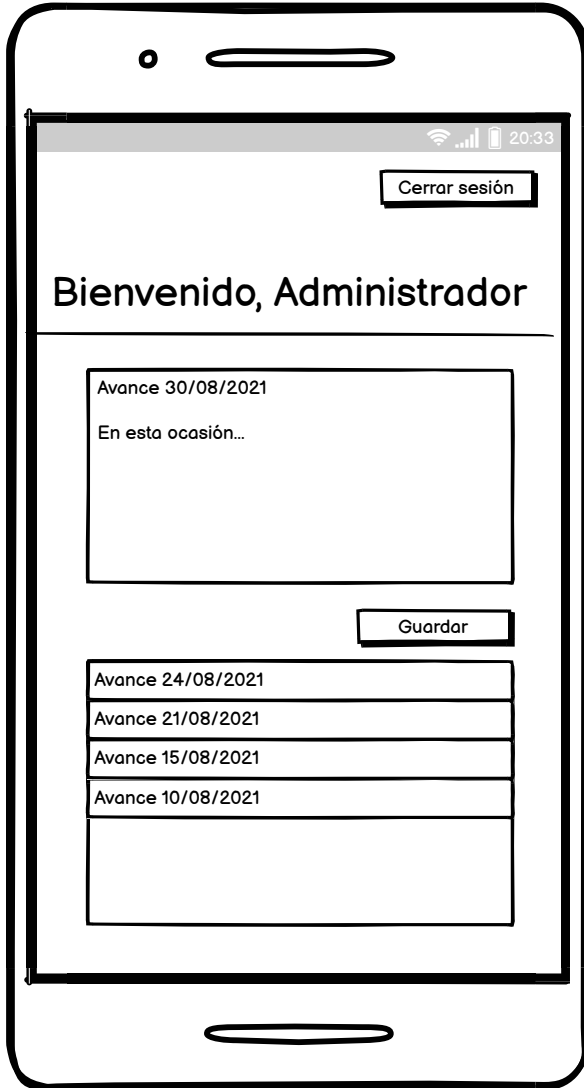 20:33
Cerrar sesión
Bienvenido, Administrador
Avance 30/08/2021
En esta ocasión...
Guardar
Avance 24/08/2021
Avance 21/08/2021
Avance 15/08/2021
Avance 10/08/2021